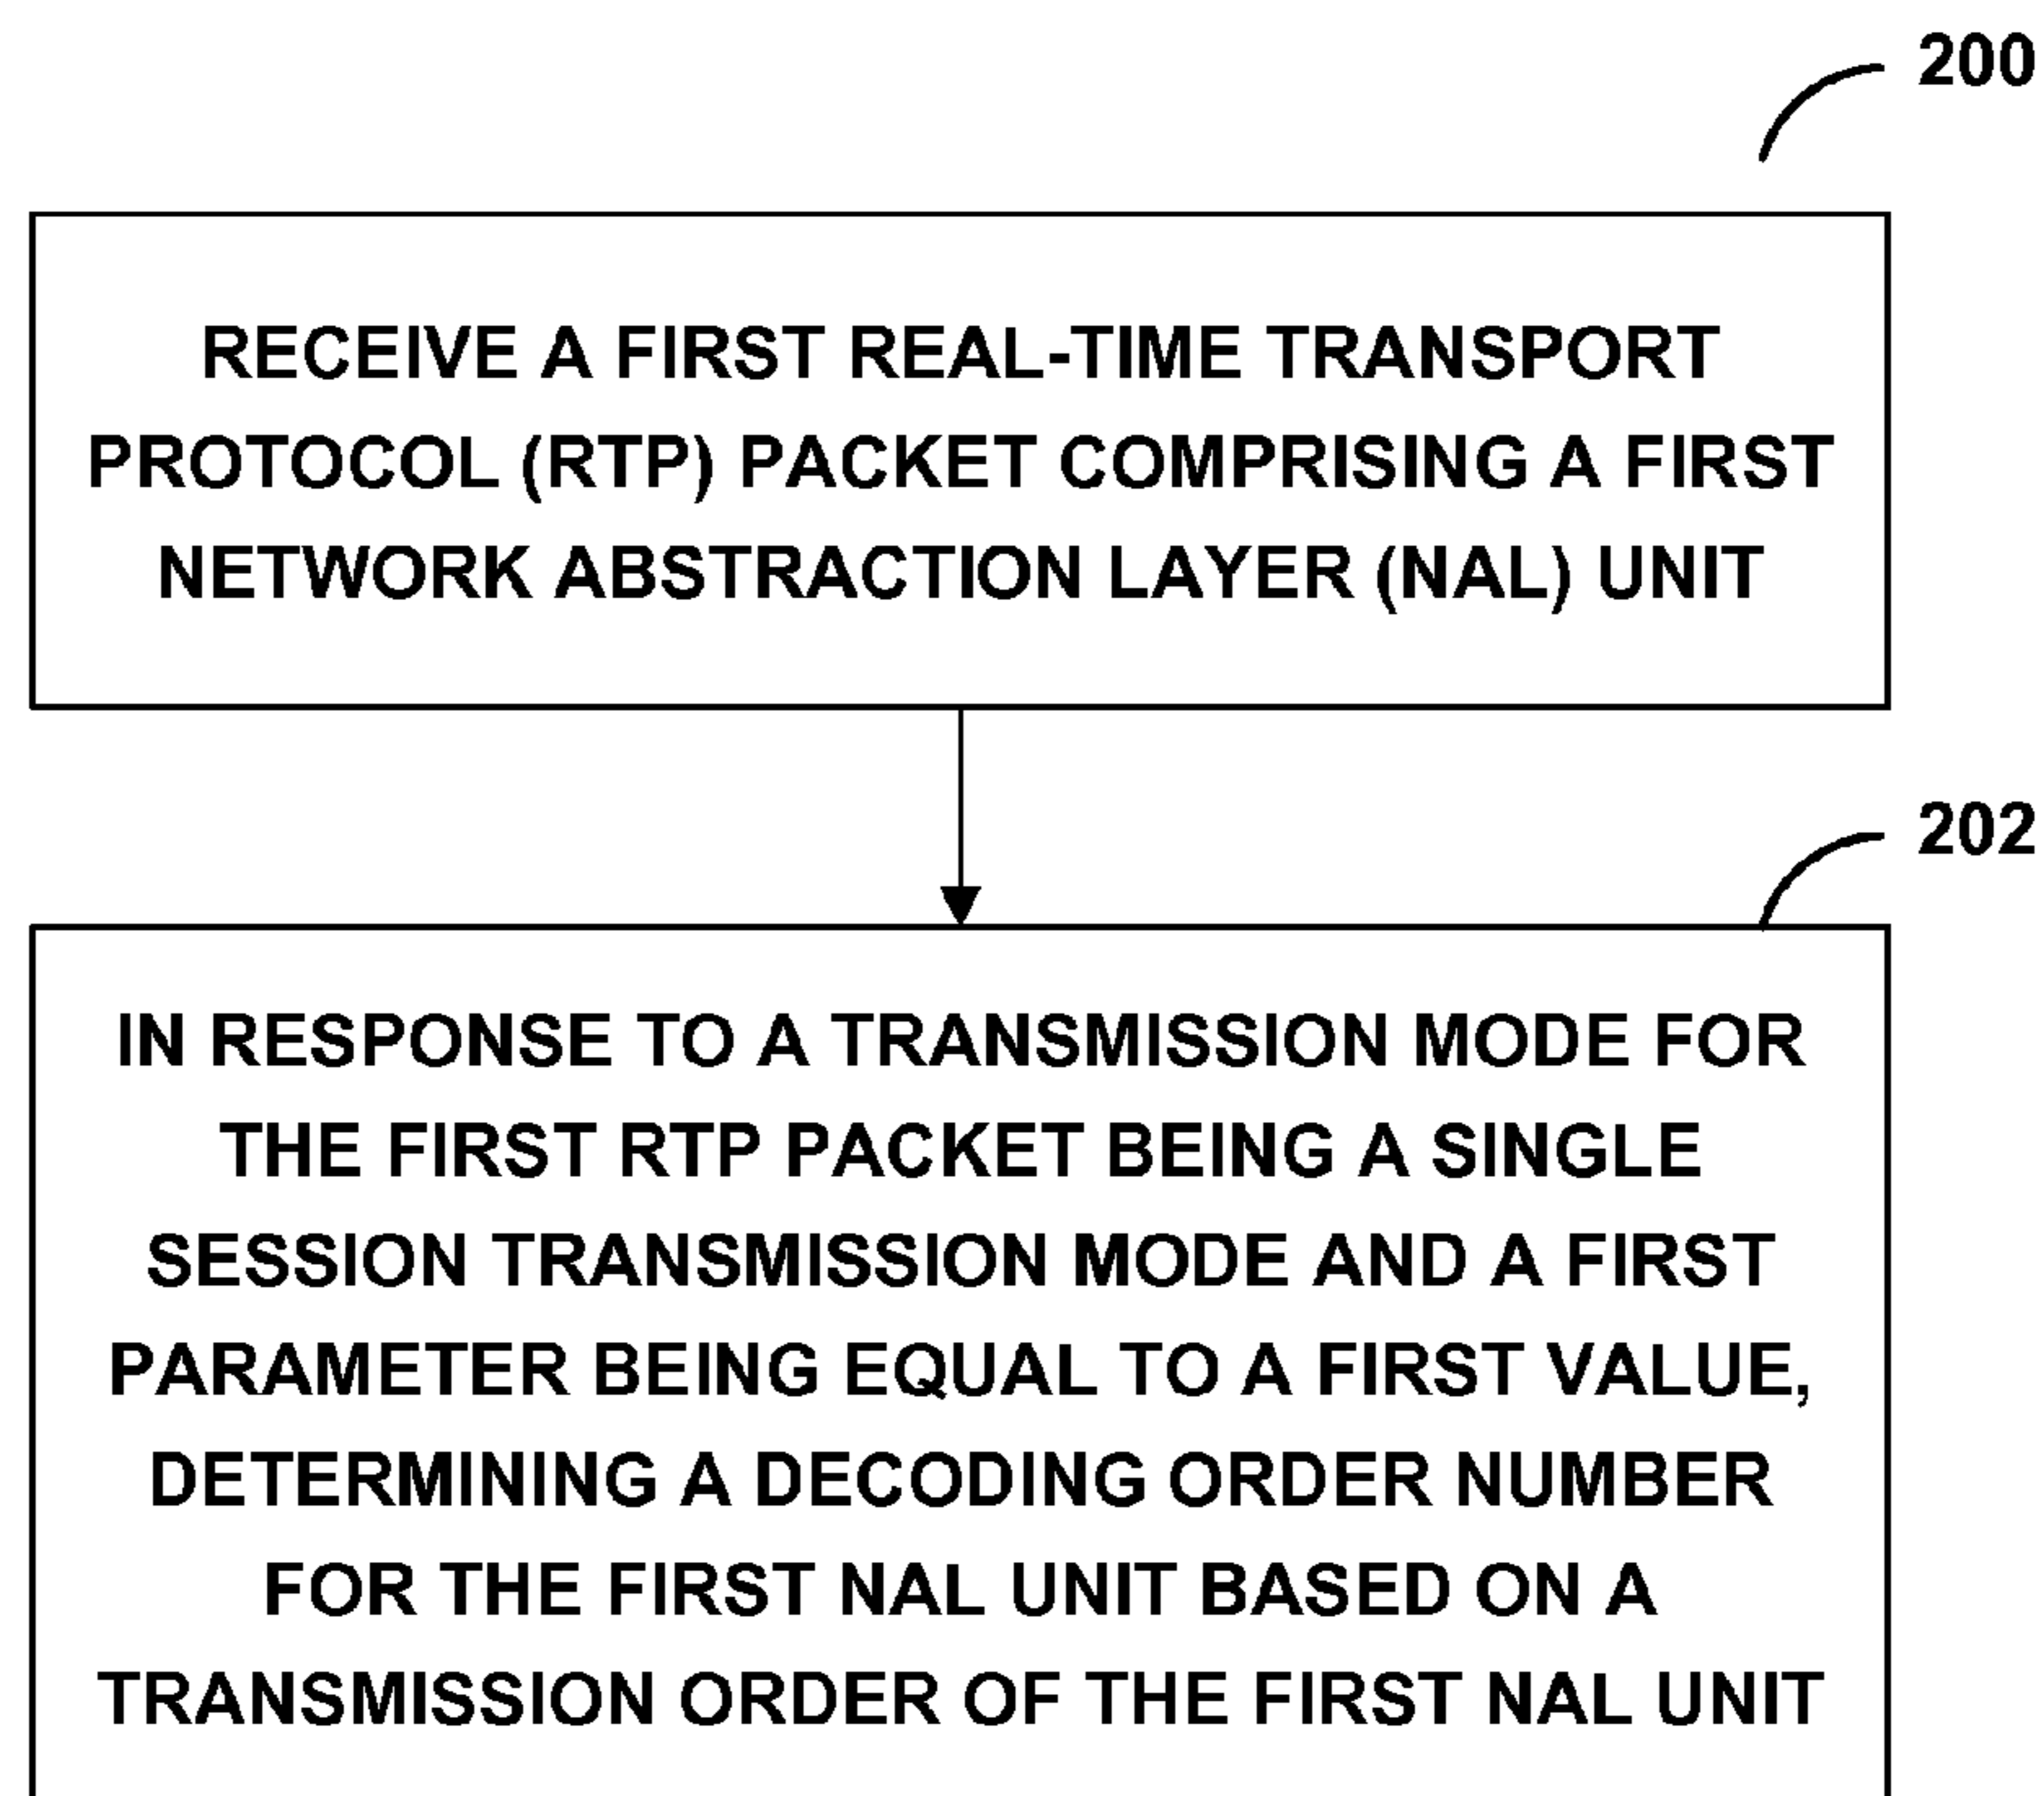 200
RECEIVE A FIRST REAL-TIME TRANSPORT
PROTOCOL (RTP) PACKET COMPRISING A FIRST
NETWORK ABSTRACTION LAYER (NAL) UNIT
202
IN RESPONSE TO A TRANSMISSION MODE FOR
THE FIRST RTP PACKET BEING A SINGLE
SESSION TRANSMISSION MODE AND A FIRST
PARAMETER BEING EQUAL TO A FIRST VALUE,
DETERMINING A DECODING ORDER NUMBER
FOR THE FIRST NAL UNIT BASED ON A
TRANSMISSION ORDER OF THE FIRST NAL UNIT